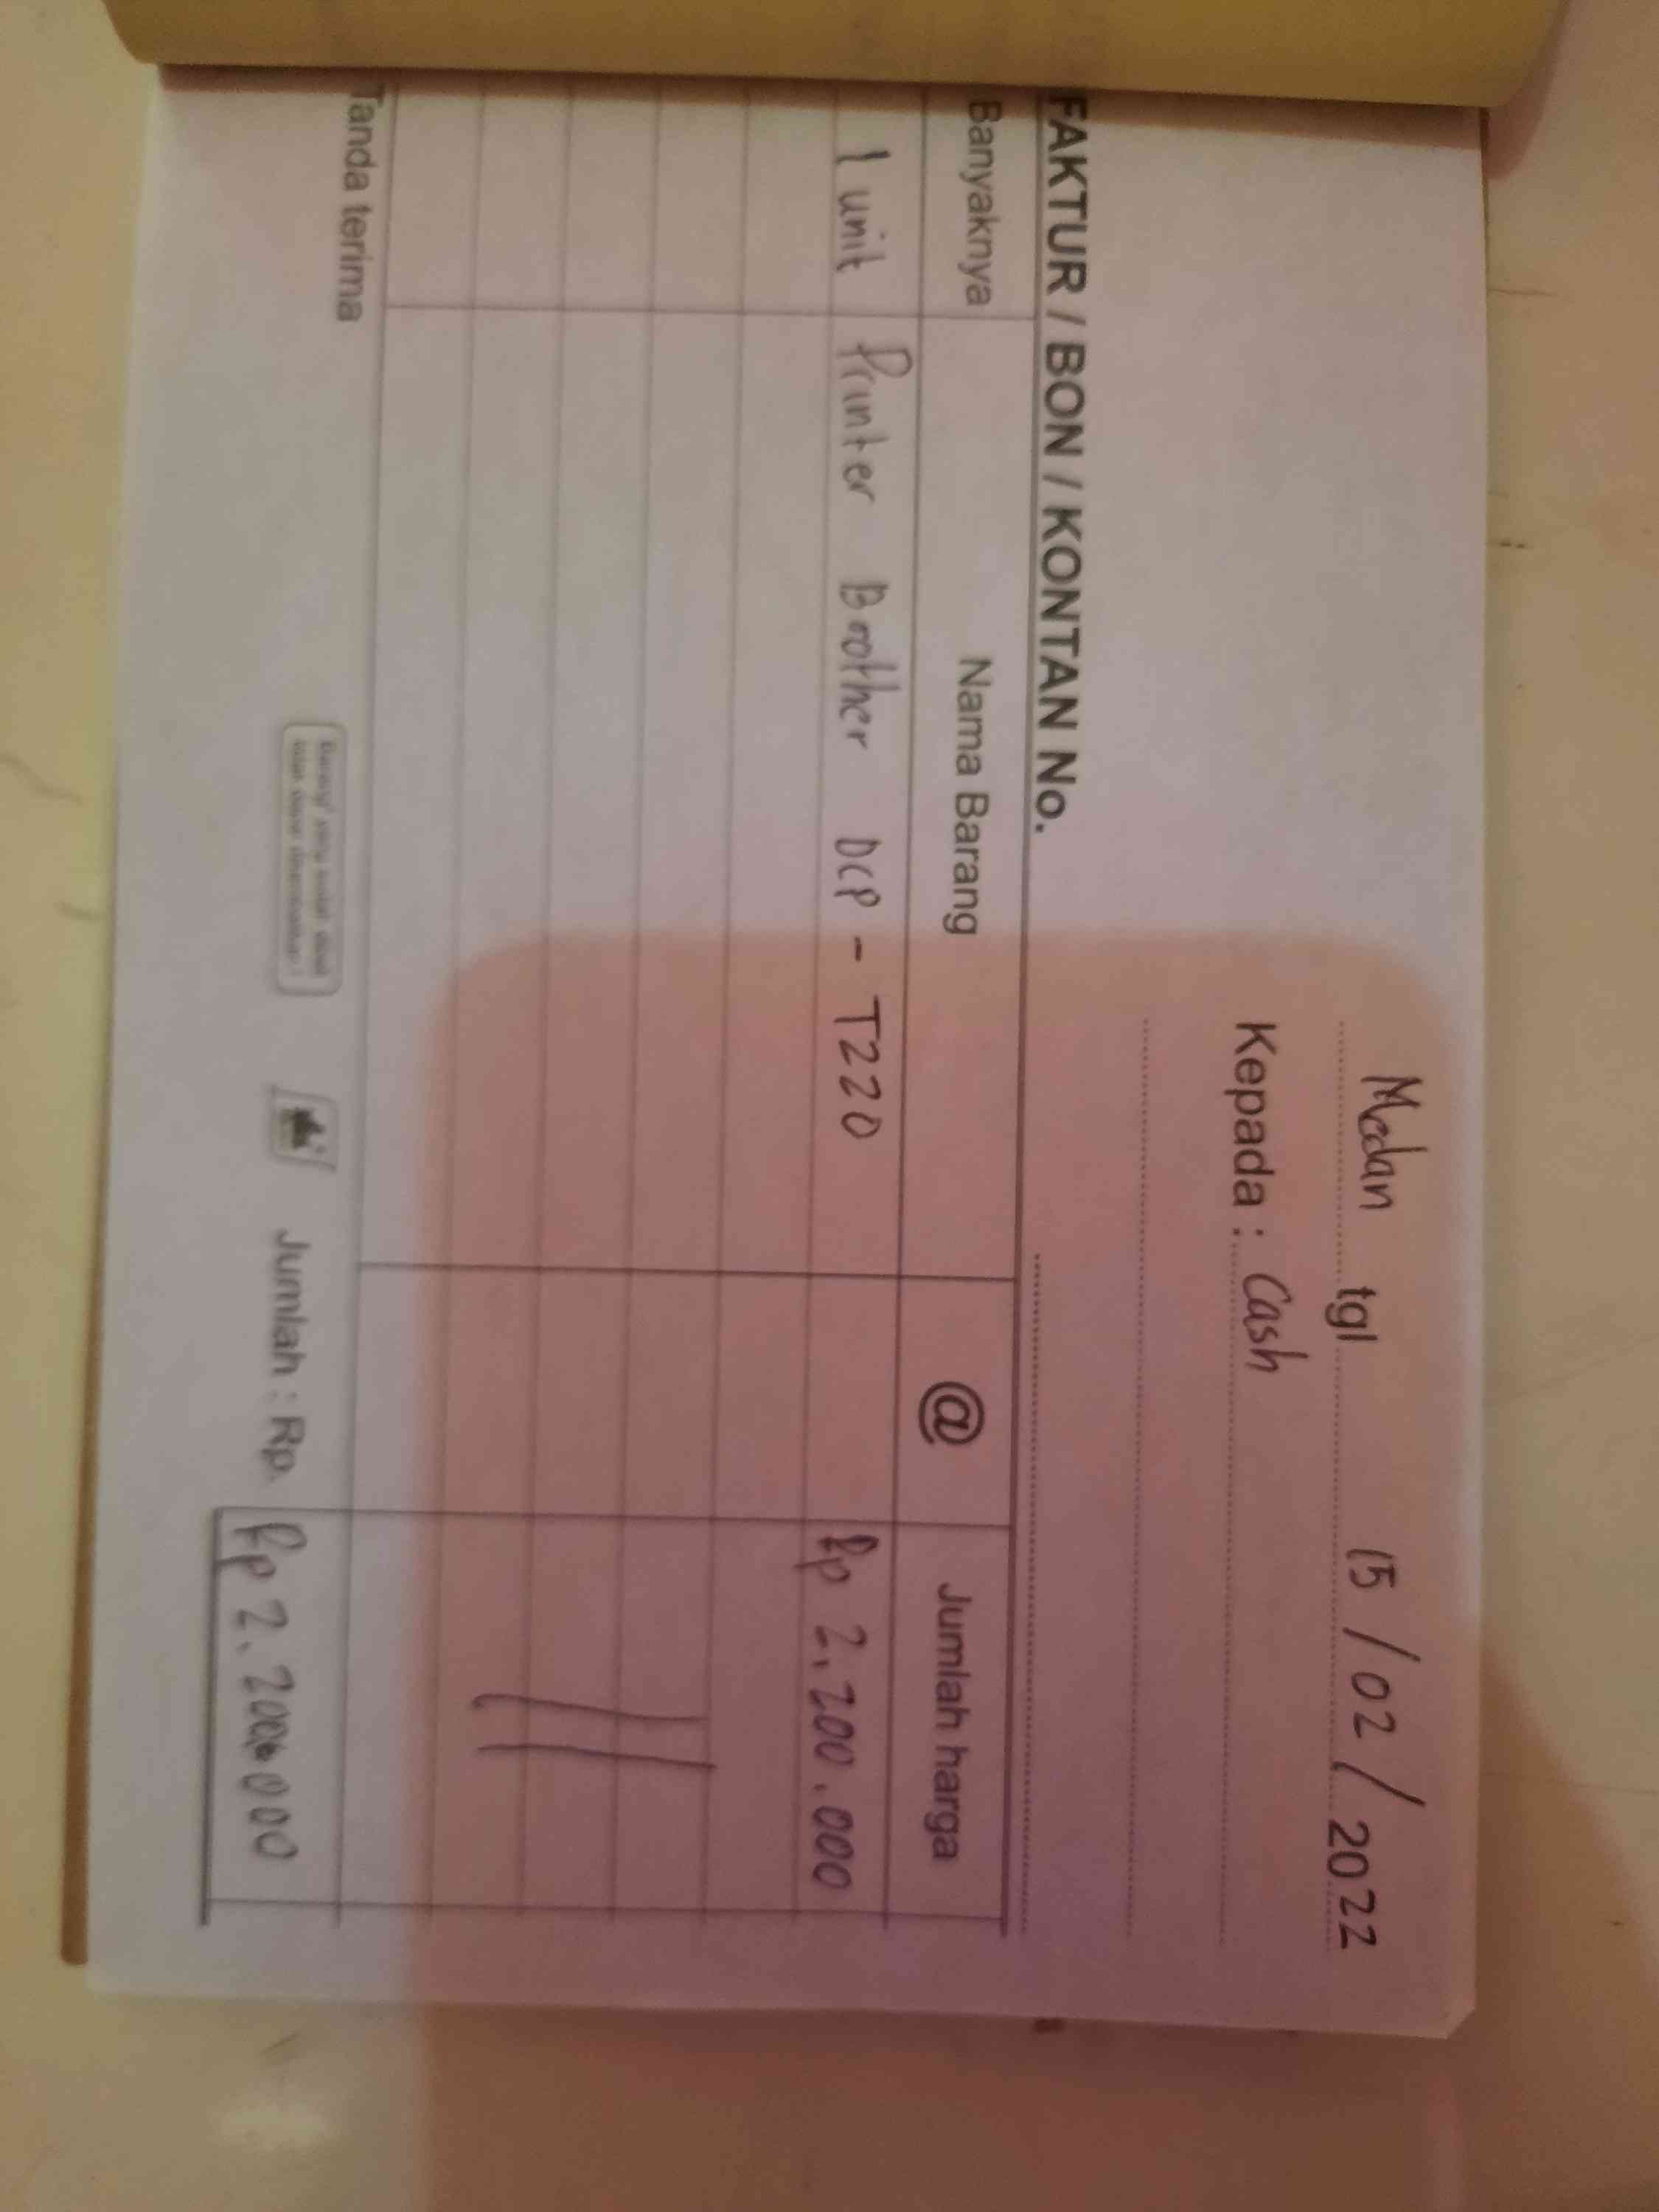 Medan tgl 15 / 02 / 2022
Kepada : Cash
FAKTUR / BON / KONTAN No.
Banyaknya Nama Barang @ Jumlah harga
1 unit Printer Brother DCP - T220 Rp 2.200.000
Tanda terima Jumlah : Rp. Rp 2.200.000